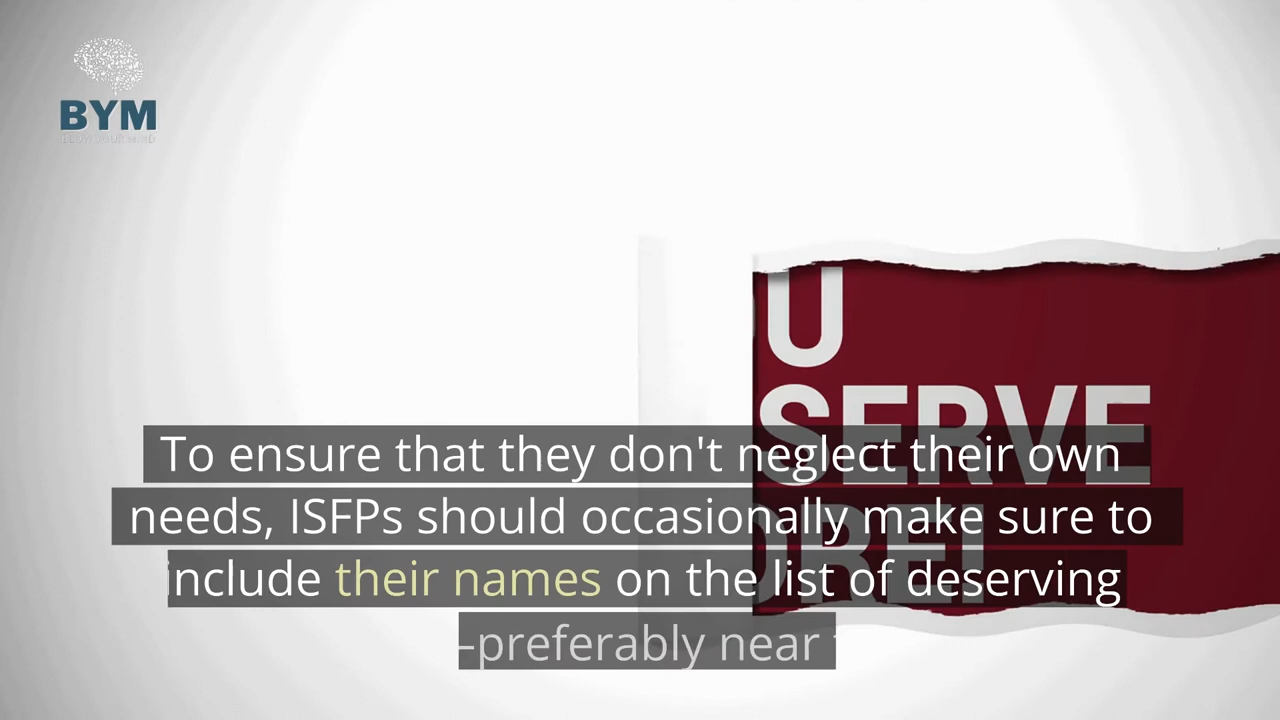 BYM
U
SERVE
ORE!
To ensure that they don't neglect their own
needs, ISFPs should occasionally make sure to
include their names on the list of deserving
–preferably near